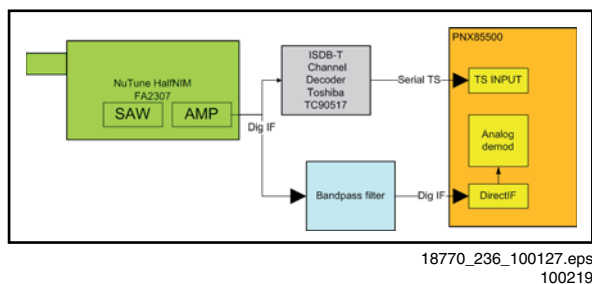 NuTune HalfNIM
FA2307
SAW
AMP
Dig IF
ISDB-T
Channel
Decoder
Toshiba
TC90517
Serial TS
PNX85500
TS INPUT
Analog
demod
Bandpass filter
Dig IF
DirectIF
18770_236_100127.eps
100219